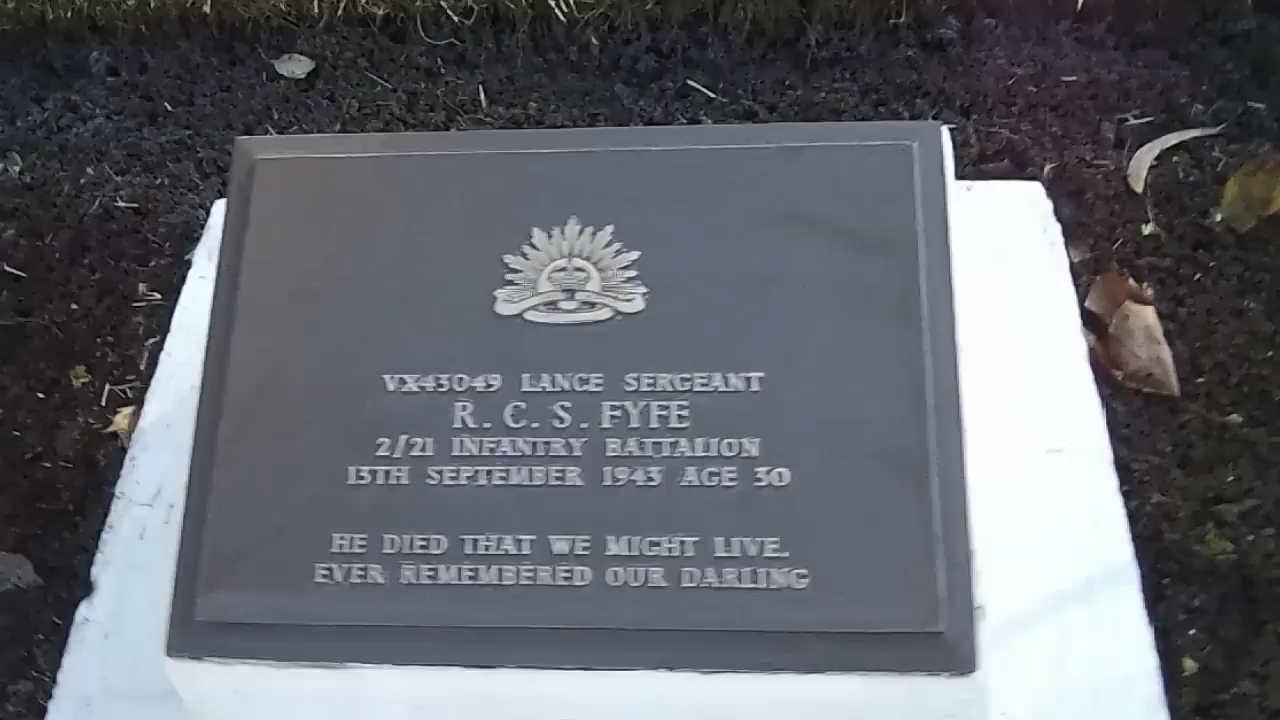 VX43049 LANCE SERGEANT
R. C. S. FYFE
2/21 INFANTRY BATTALION
13TH SEPTEMBER 1943 AGE 30
HE DIED THAT WE MIGHT LIVE.
EVER REMEMBERED OUR DARLING